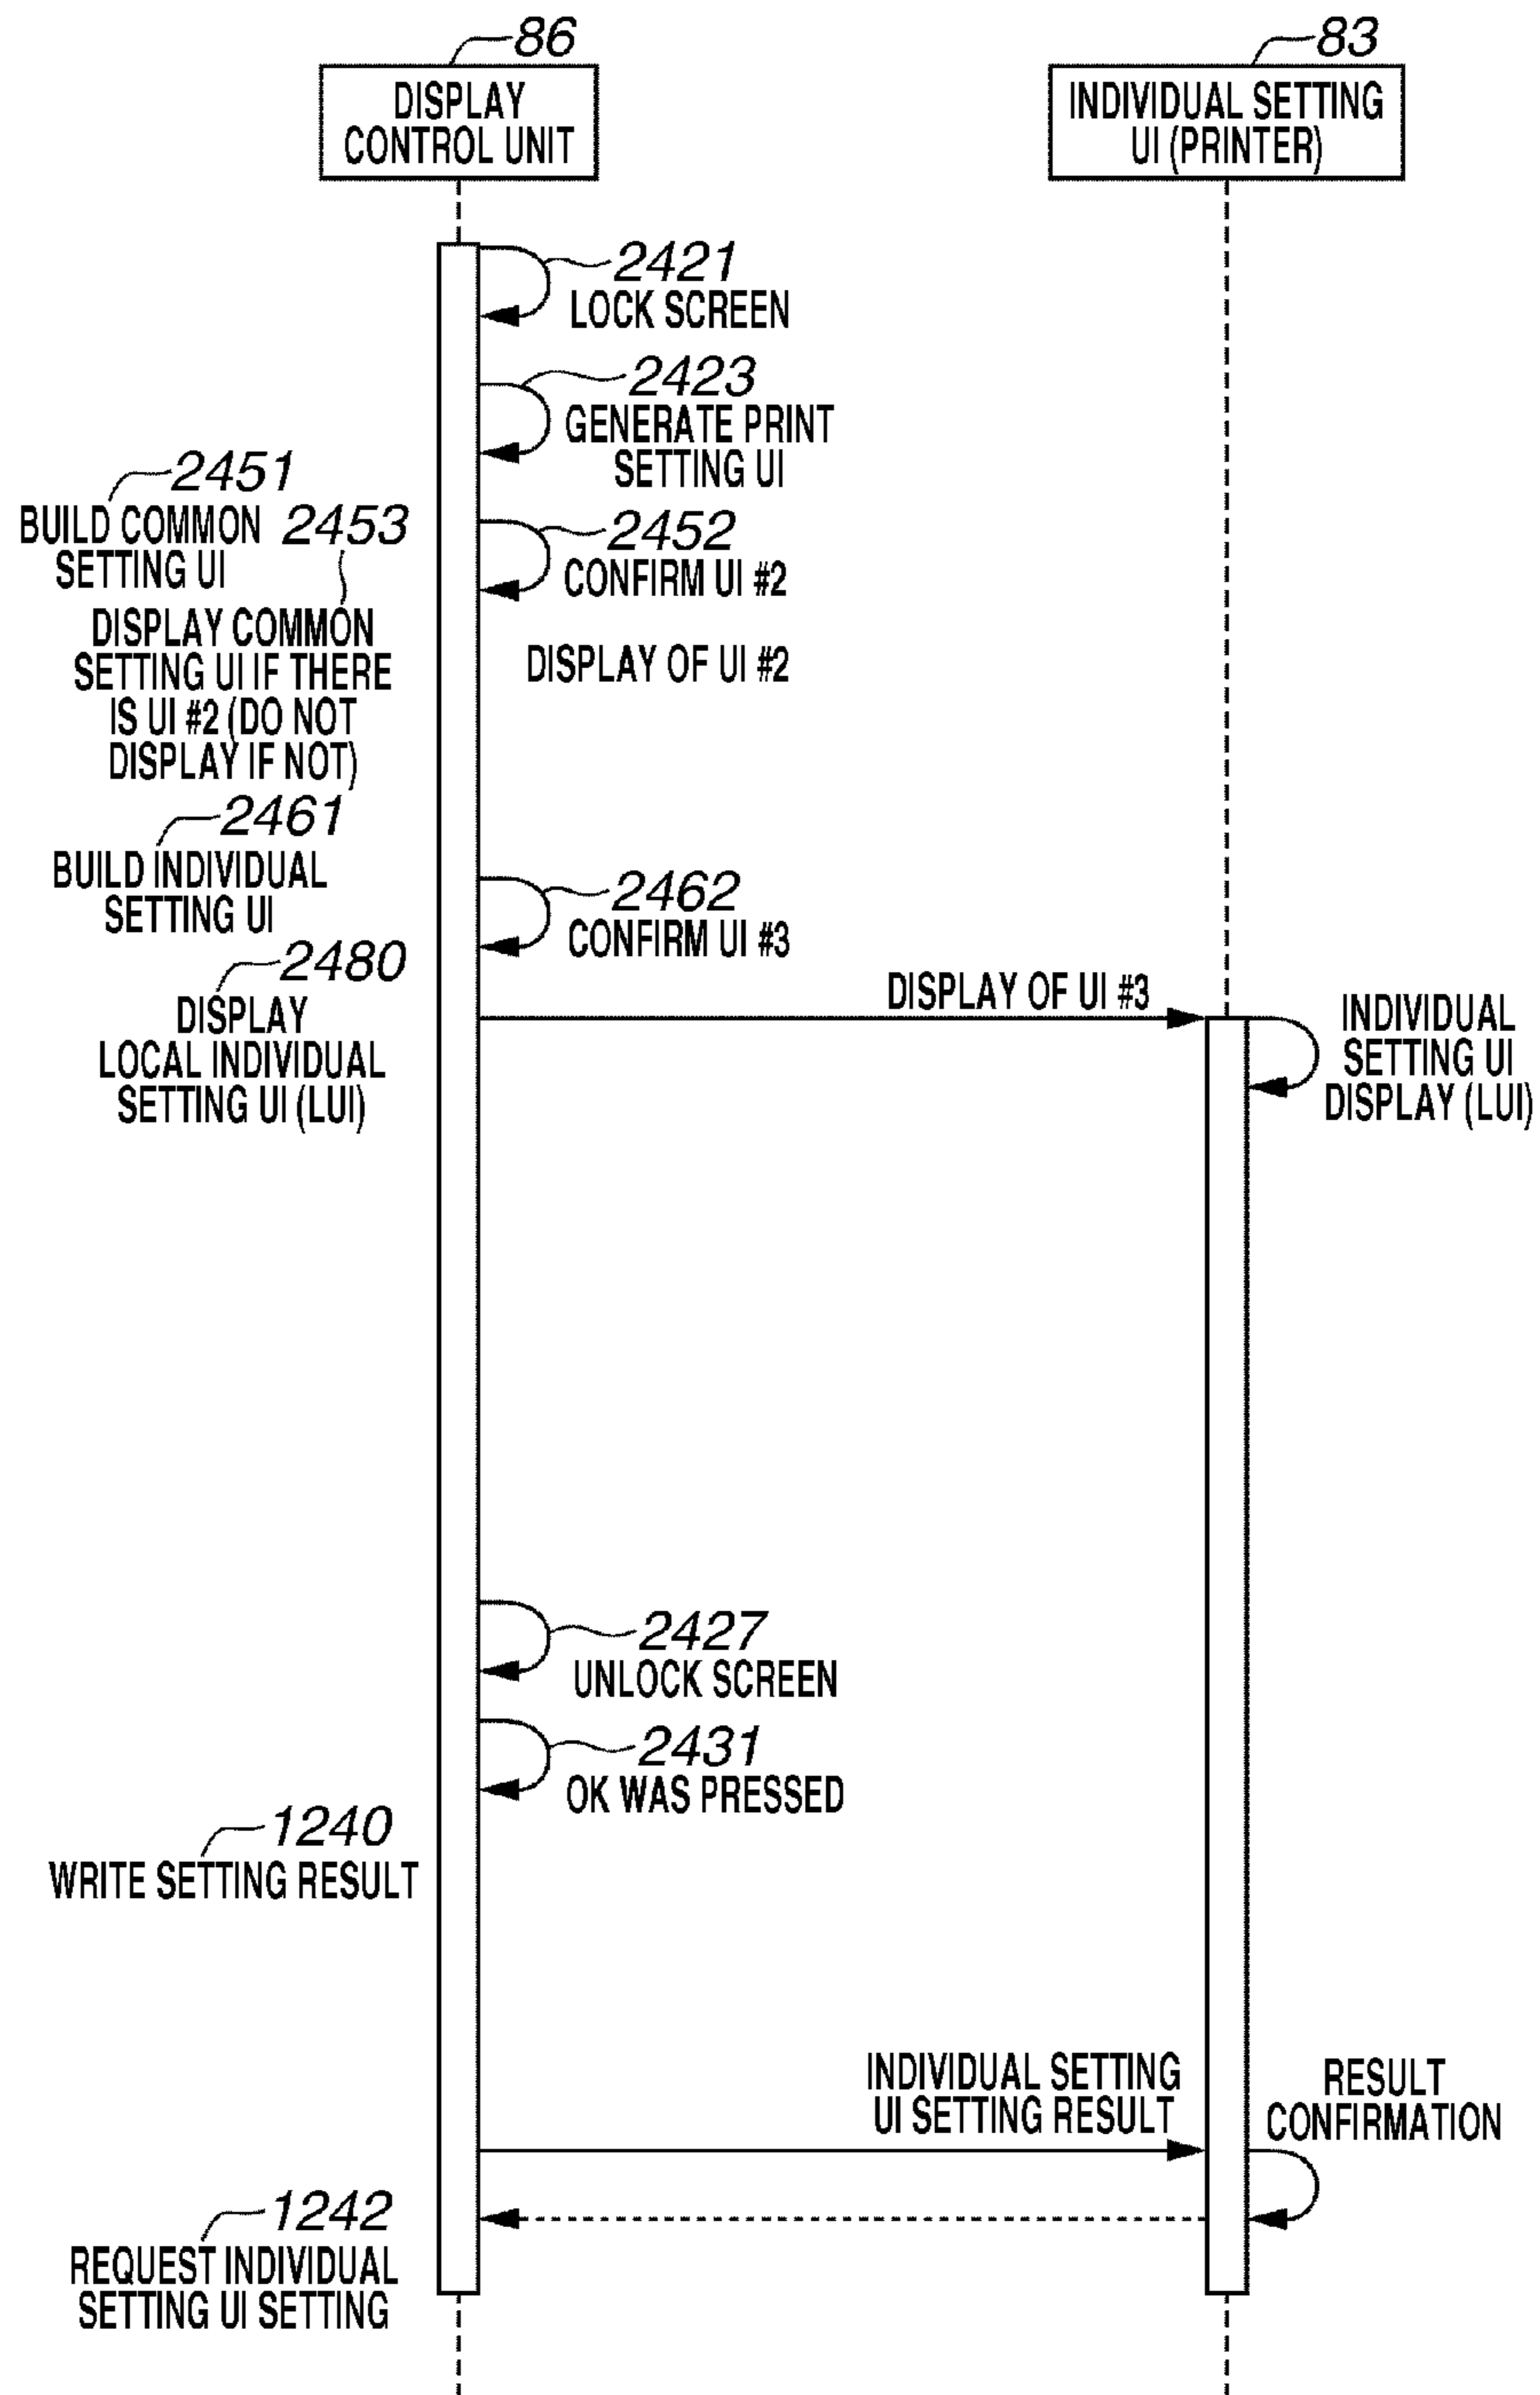 86
DISPLAY
CONTROL UNIT
83
INDIVIDUAL SETTING
UI (PRINTER)
2421
LOCK SCREEN
2423
GENERATE PRINT
SETTING UI
2451
BUILD COMMON
SETTING UI
2453
DISPLAY COMMON
SETTING UI IF THERE
IS UI #2 (DO NOT
DISPLAY IF NOT)
2452
CONFIRM UI #2
DISPLAY OF UI #2
2461
BUILD INDIVIDUAL
SETTING UI
2462
CONFIRM UI #3
2480
DISPLAY
LOCAL INDIVIDUAL
SETTING UI (LUI)
DISPLAY OF UI #3
INDIVIDUAL
SETTING UI
DISPLAY (LUI)
2427
UNLOCK SCREEN
2431
OK WAS PRESSED
1240
WRITE SETTING RESULT
INDIVIDUAL SETTING
UI SETTING RESULT
RESULT
CONFIRMATION
1242
REQUEST INDIVIDUAL
SETTING UI SETTING